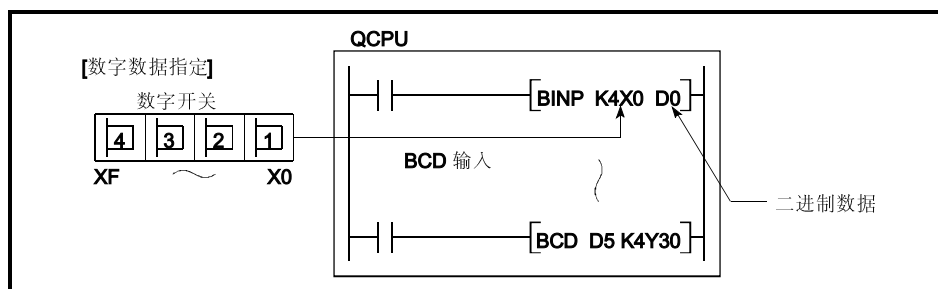 QCPU
[数字数据指定]
数字开关
BINP K4X0 D0
4 3 2 1
XF X0
BCD 输入
二进制数据
BCD D5 K4Y30